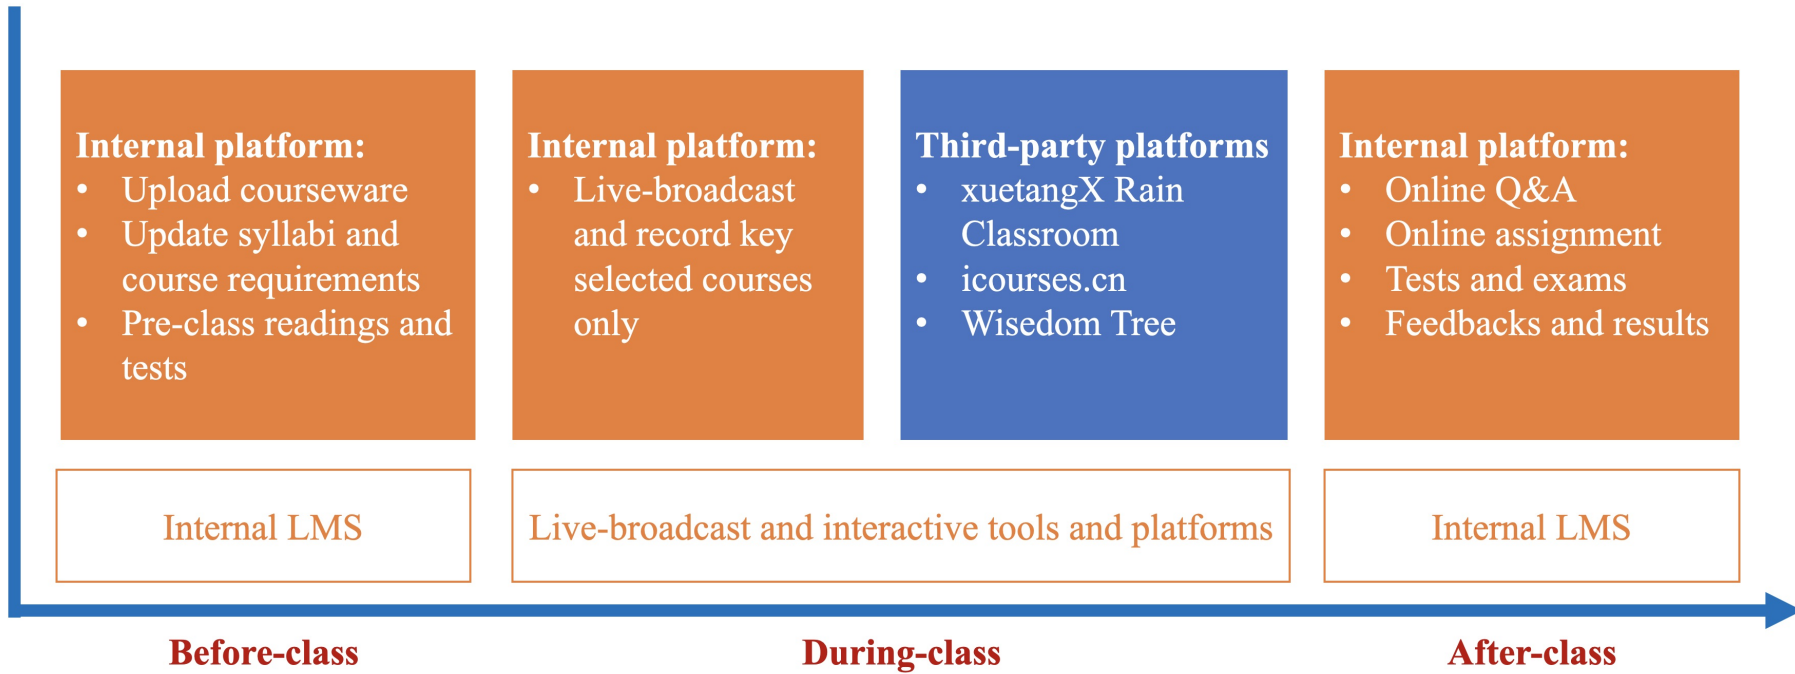 Internal platform:
• Upload courseware
• Update syllabi and
course requirements
• Pre-class readings and
tests
Internal platform:
• Live-broadcast
and record key
selected courses
only
Third-party platforms
• xuetangX Rain
Classroom
• icourses.cn
• Wisedom Tree
Internal platform:
• Online Q&A
• Online assignment
• Tests and exams
• Feedbacks and results
Internal LMS
Live-broadcast and interactive tools and platforms
Internal LMS
Before-class
During-class
After-class